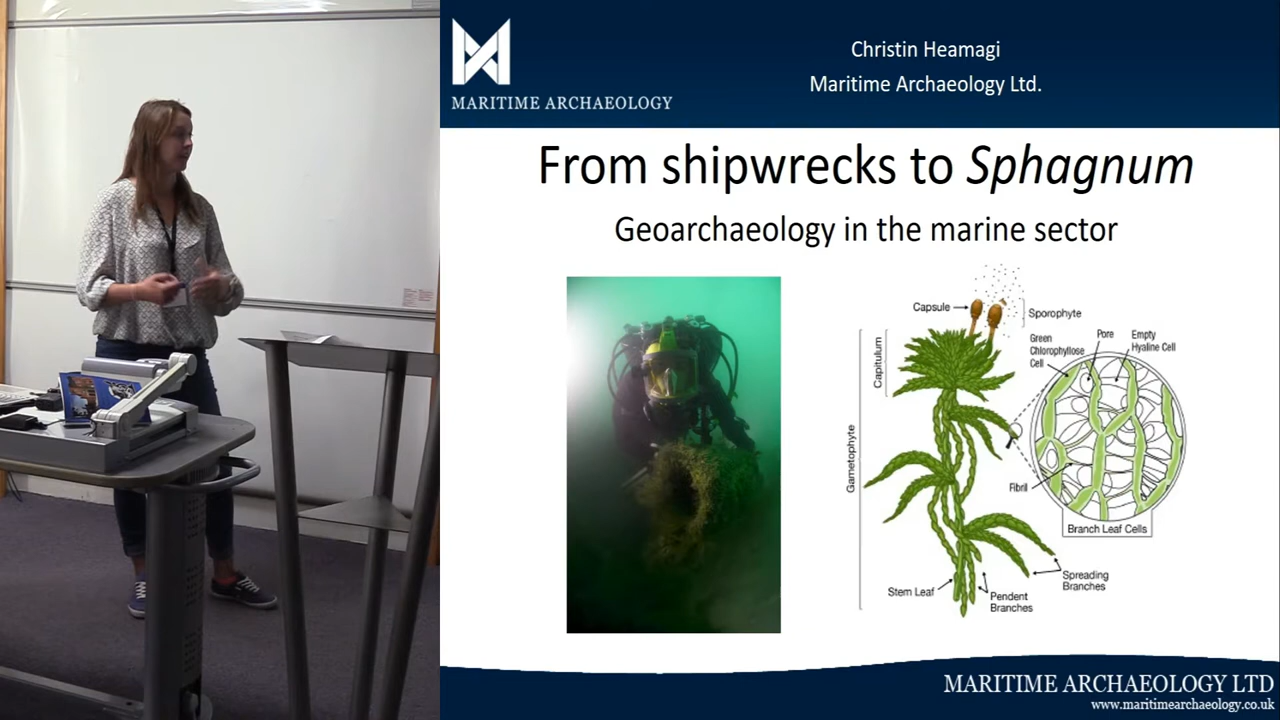 Christin Heamagi
Maritime Archaeology Ltd.
MARITIME ARCHAEOLOGY
From shipwrecks to Sphagnum
Geoarchaeology in the marine sector
Capsule
Sporophyte
Capitulum
Green
Chlorophyllose
Cell
Pore
Empty
Hyaline Cell
Gametophyte
Fibril
Branch Leaf Cells
Stem Leaf
Pendent
Branches
Spreading
Branches
MARITIME ARCHAEOLOGY LTD
www.maritimearchaeology.co.uk